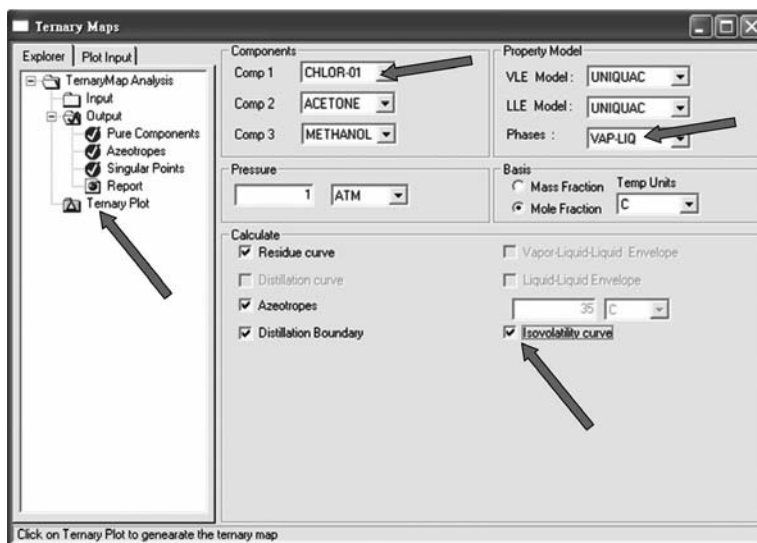 Ternary Maps
Explorer
Plot Input
TernaryMap Analysis
Input
Output
Pure Components
Azeotropes
Singular Points
Report
Ternary Plot
Components
Comp 1
CHLOR-01
Comp 2
ACETONE
Comp 3
METHANOL
Property Model
VLE Model:
UNIQUAC
LLE Model:
UNIQUAC
Phases :
VAP-LIQ
Pressure
1
ATM
Basis
Mass Fraction
Mole Fraction
Temp Units
C
Calculate
Residue curve
Distillation curve
Azeotropes
Distillation Boundary
Vapor-Liquid-Liquid Envelope
Liquid-Liquid Envelope
35
C
Isovolatility curve
Click on Ternary Plot to genearate the ternary map